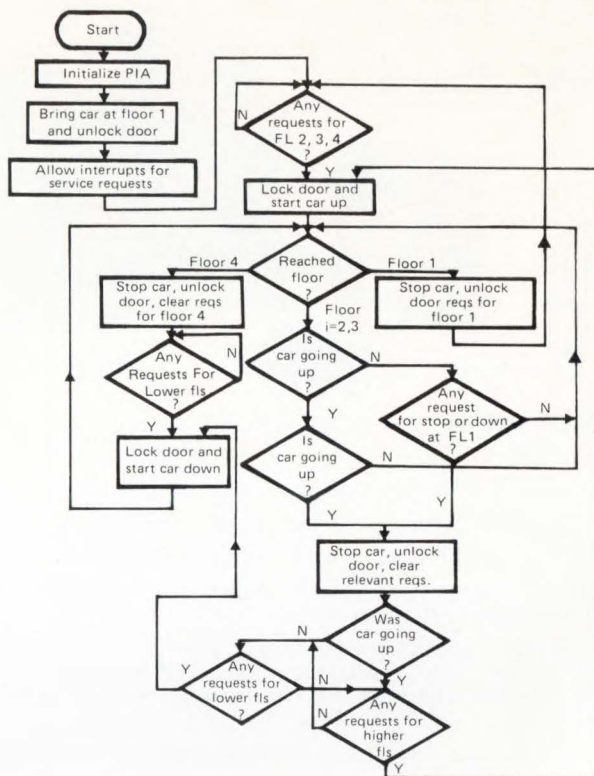 Start
Initialize PIA
Bring car at floor 1
and unlock door
Allow interrupts for
service requests
Any
requests for
FL 2, 3, 4
?
N
Y
Lock door and
start car up
Reached
floor
?
Floor 4
Floor 1
Floor
i=2,3
Stop car, unlock
door, clear reqs
for floor 4
Stop car, unlock
door reqs for
floor 1
Any
Requests For
Lower fls
?
N
Y
Lock door and
start car down
Is
car going
up
?
N
Y
Any
request
for stop or down
at FL1
?
N
Y
Is
car going
up
?
N
Y
Stop car, unlock
door, clear
relevant reqs.
Was
car going
up
?
N
Y
Any
requests for
lower fls
?
Y
N
Any
requests for
higher
fls
N
Y